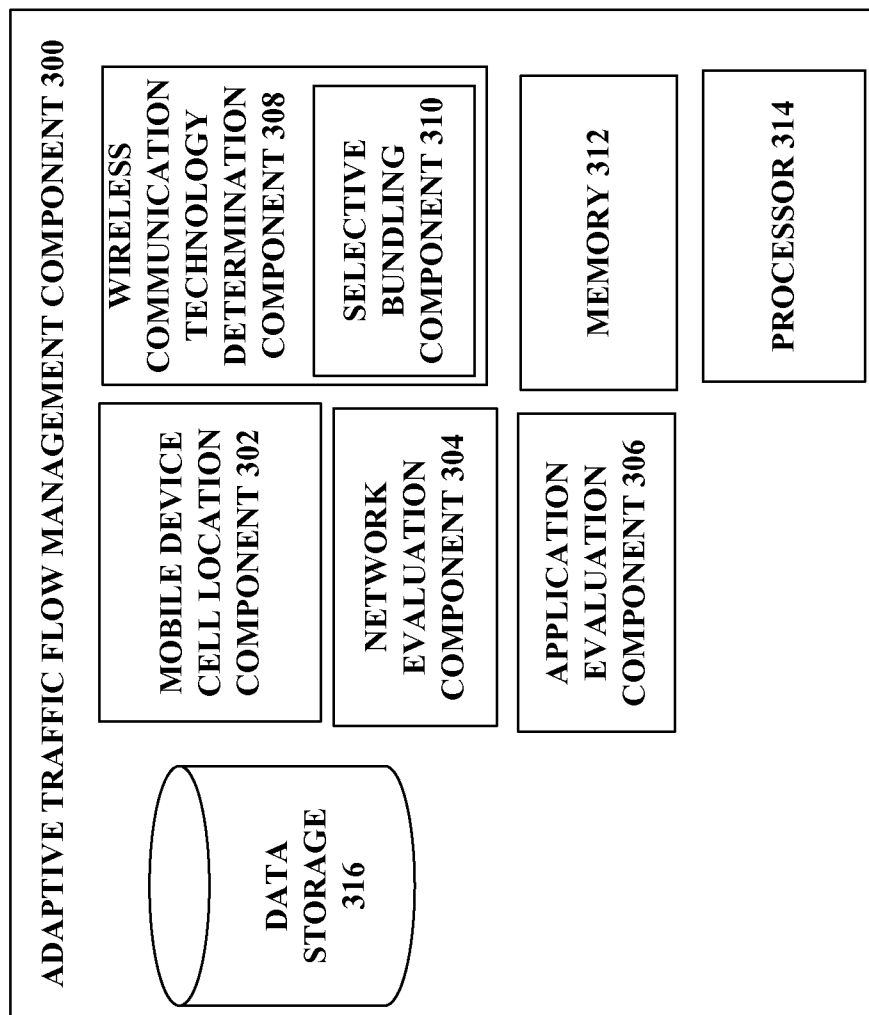 ADAPTIVE TRAFFIC FLOW MANAGEMENT COMPONENT 300
DATA
STORAGE
316
MOBILE DEVICE
CELL LOCATION
COMPONENT 302
NETWORK
EVALUATION
COMPONENT 304
APPLICATION
EVALUATION
COMPONENT 306
WIRELESS
COMMUNICATION
TECHNOLOGY
DETERMINATION
COMPONENT 308
SELECTIVE
BUNDLING
COMPONENT 310
MEMORY 312
PROCESSOR 314